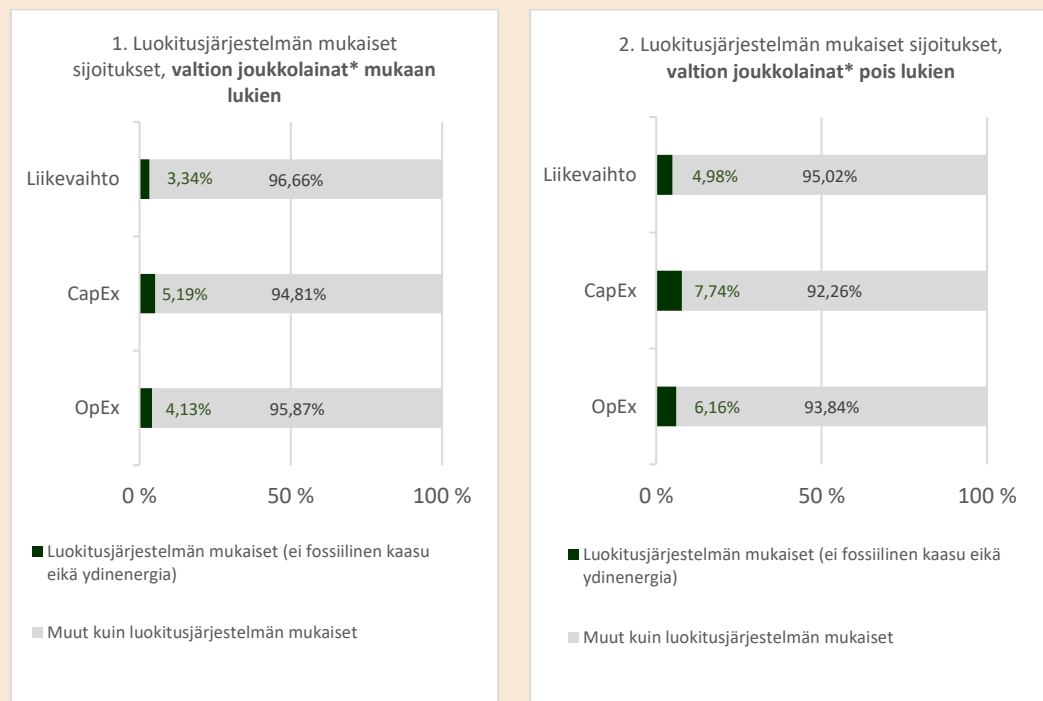 1. Luokitusjärjestelmän mukaiset
sijoitukset, valtion joukkolainat* mukaan
lukien
Liikevaihto
3,34%
96,66%
CapEx
5,19%
94,81%
OpEx
4,13%
95,87%
0 %
50 %
100 %
Luokitusjärjestelmän mukaiset (ei fossiilinen kaasu
eikä ydinenergia)
Muut kuin luokitusjärjestelmän mukaiset
2. Luokitusjärjestelmän mukaiset sijoitukset,
valtion joukkolainat* pois lukien
Liikevaihto
4,98%
95,02%
CapEx
7,74%
92,26%
OpEx
6,16%
93,84%
0 %
50 %
100 %
Luokitusjärjestelmän mukaiset (ei fossiilinen kaasu eikä
ydinenergia)
Muut kuin luokitusjärjestelmän mukaiset